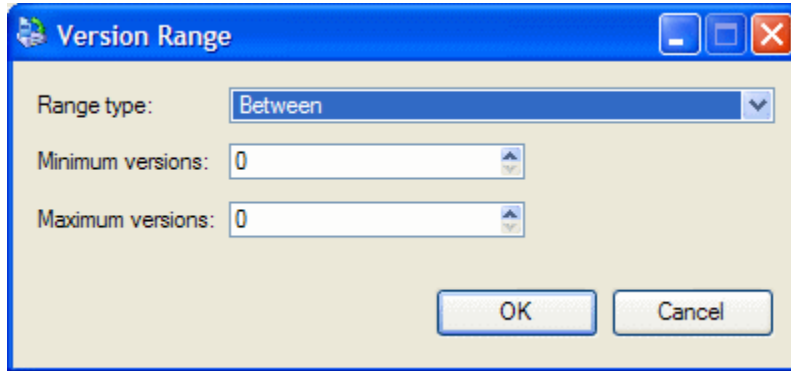 Version Range
Range type: Between
Minimum versions: 0
Maximum versions: 0
OK Cancel